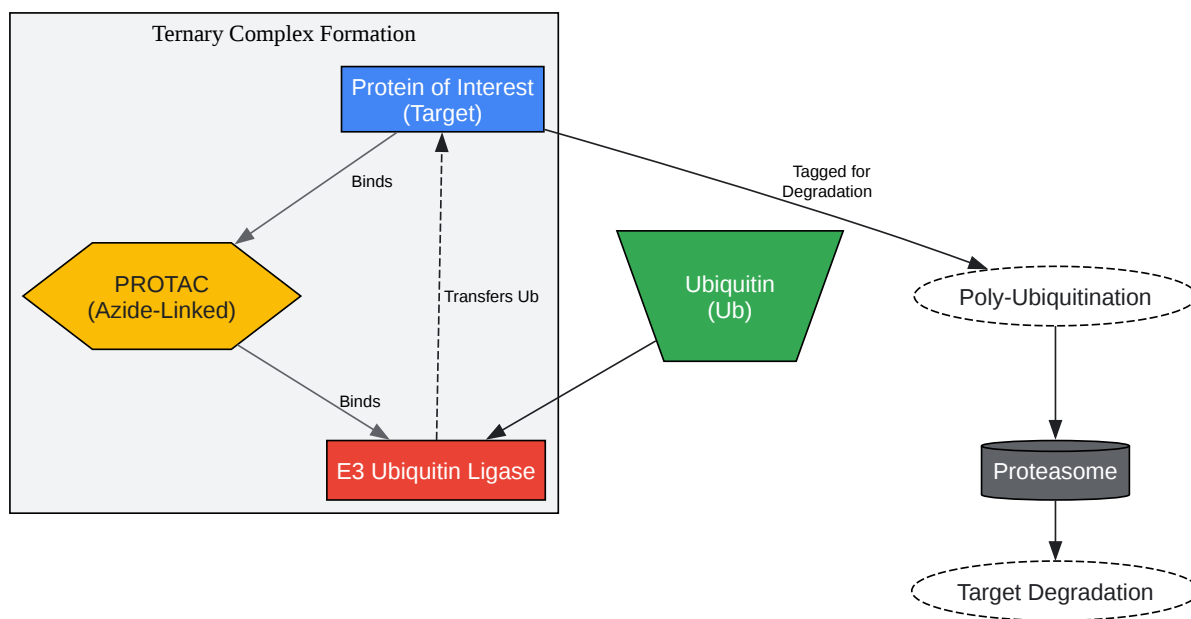 Ternary Complex Formation
Protein of Interest
(Target)
Binds
Tagged for
Degradation
PROTAC
(Azide-Linked)
Transfers Ub
Ubiquitin
(Ub)
Poly-Ubiquitination
Binds
E3 Ubiquitin Ligase
Proteasome
Target Degradation